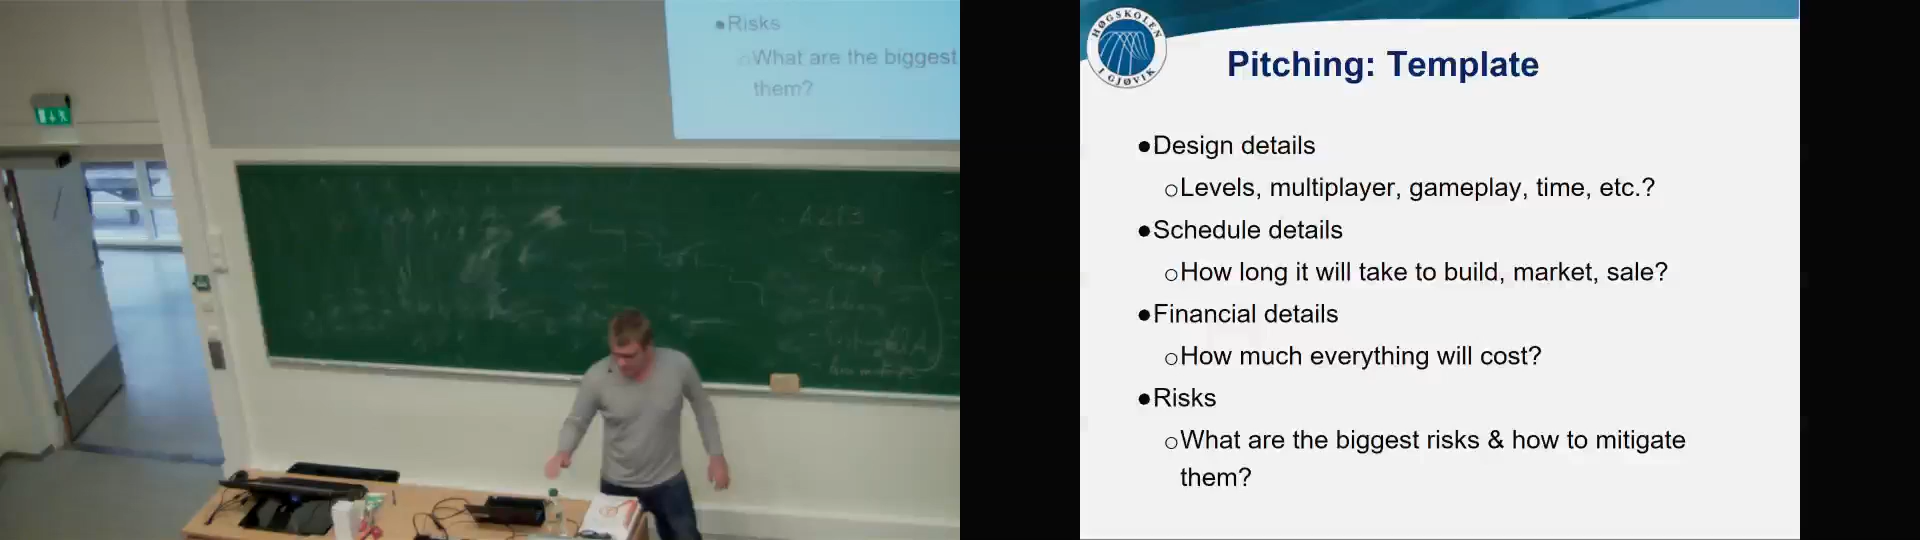 ●Risks
○What are the biggest
them?
HØGSKOLEN
I GJØVIK
Pitching: Template
●Design details
○Levels, multiplayer, gameplay, time, etc.?
●Schedule details
○How long it will take to build, market, sale?
●Financial details
○How much everything will cost?
●Risks
○What are the biggest risks & how to mitigate
them?